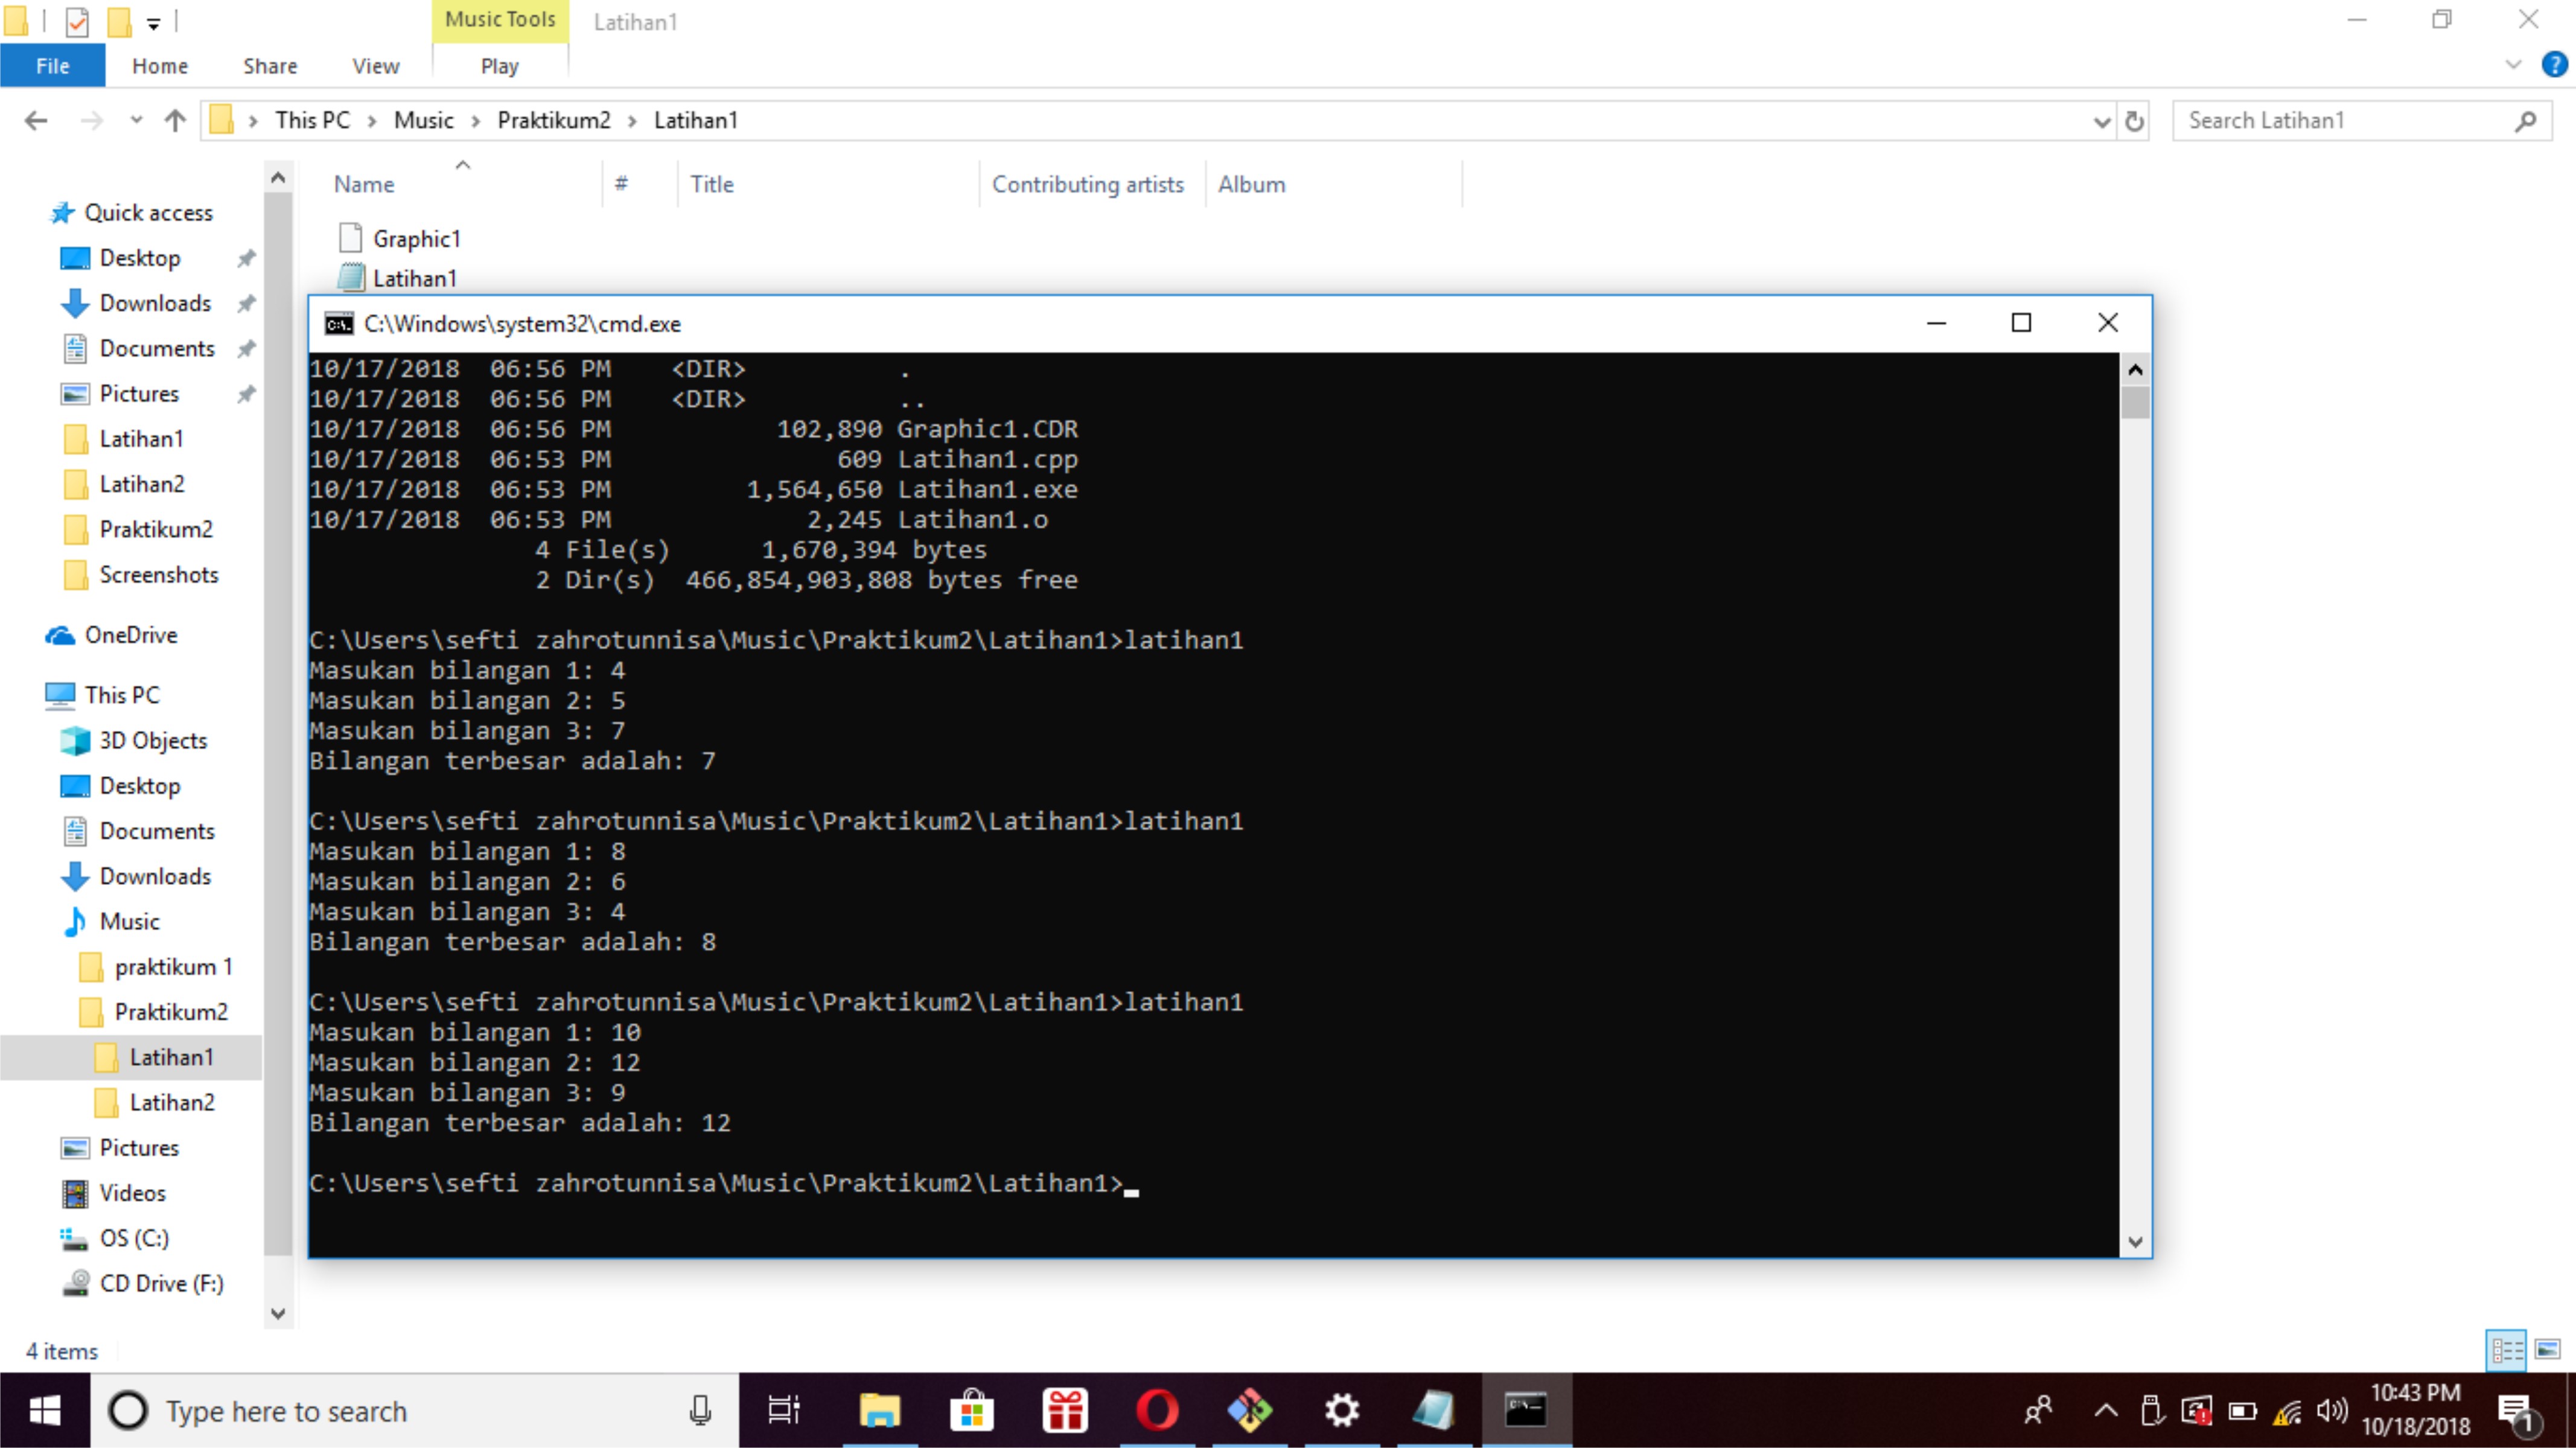 Music Tools
Latihan1
File Home Share View Play
This PC > Music > Praktikum2 > Latihan1
Search Latihan1
Name # Title Contributing artists Album
Quick access
Desktop
Downloads
Documents
Pictures
Latihan1
Latihan2
Praktikum2
Screenshots
OneDrive
This PC
3D Objects
Desktop
Documents
Downloads
Music
praktikum 1
Praktikum2
Latihan1
Latihan2
Pictures
Videos
OS (C:)
CD Drive (F:)
Graphic1
Latihan1
C:\Windows\system32\cmd.exe
10/17/2018  06:56 PM    <DIR>          .
10/17/2018  06:56 PM    <DIR>          ..
10/17/2018  06:56 PM           102,890 Graphic1.CDR
10/17/2018  06:53 PM               609 Latihan1.cpp
10/17/2018  06:53 PM         1,564,650 Latihan1.exe
10/17/2018  06:53 PM             2,245 Latihan1.o
4 File(s)      1,670,394 bytes
2 Dir(s)  466,854,903,808 bytes free
C:\Users\sefti zahrotunnisa\Music\Praktikum2\Latihan1>latihan1
Masukan bilangan 1: 4
Masukan bilangan 2: 5
Masukan bilangan 3: 7
Bilangan terbesar adalah: 7
C:\Users\sefti zahrotunnisa\Music\Praktikum2\Latihan1>latihan1
Masukan bilangan 1: 8
Masukan bilangan 2: 6
Masukan bilangan 3: 4
Bilangan terbesar adalah: 8
C:\Users\sefti zahrotunnisa\Music\Praktikum2\Latihan1>latihan1
Masukan bilangan 1: 10
Masukan bilangan 2: 12
Masukan bilangan 3: 9
Bilangan terbesar adalah: 12
C:\Users\sefti zahrotunnisa\Music\Praktikum2\Latihan1>
4 items
Type here to search
10:43 PM
10/18/2018
1